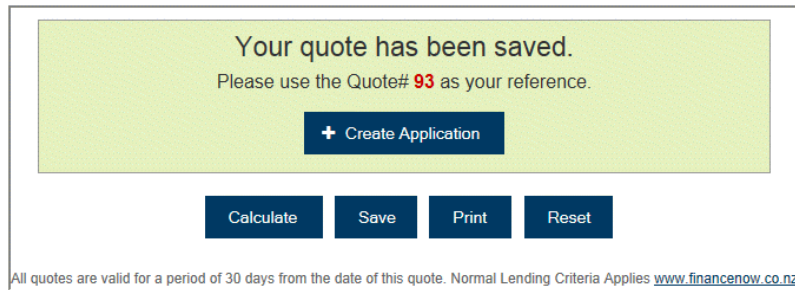 Your quote has been saved.
Please use the Quote# 93 as your reference.
+ Create Application
Calculate Save Print Reset
All quotes are valid for a period of 30 days from the date of this quote. Normal Lending Criteria Applies www.financenow.co.nz